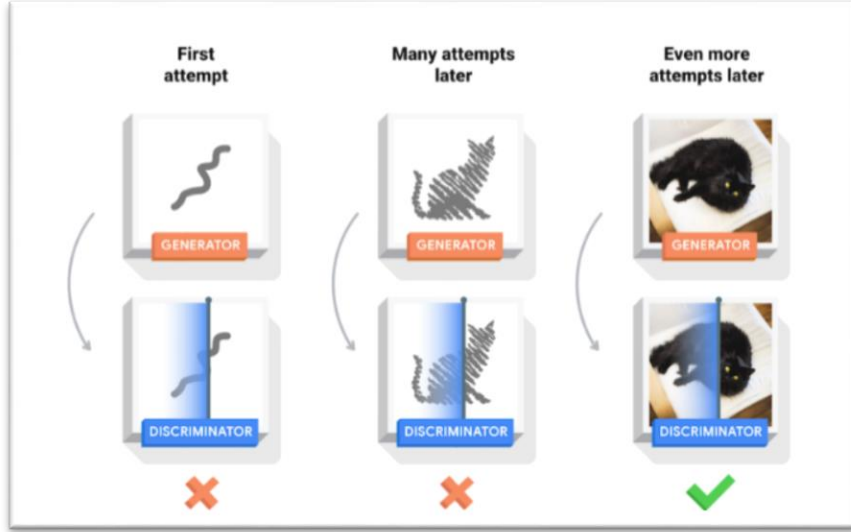 First
attempt
Many attempts
later
Even more
attempts later
GENERATOR
GENERATOR
GENERATOR
DISCRIMINATOR
DISCRIMINATOR
DISCRIMINATOR